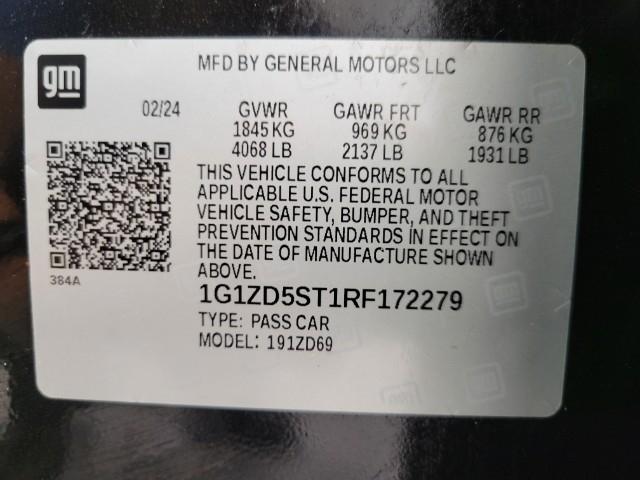 gm
MFD BY GENERAL MOTORS LLC
02/24 GVWR GAWR FRT GAWR RR
1845 KG 969 KG 876 KG
4068 LB 2137 LB 1931 LB
THIS VEHICLE CONFORMS TO ALL
APPLICABLE U.S. FEDERAL MOTOR
VEHICLE SAFETY, BUMPER, AND THEFT
PREVENTION STANDARDS IN EFFECT ON
THE DATE OF MANUFACTURE SHOWN
ABOVE.
384A
1G1ZD5ST1RF172279
TYPE: PASS CAR
MODEL: 191ZD69